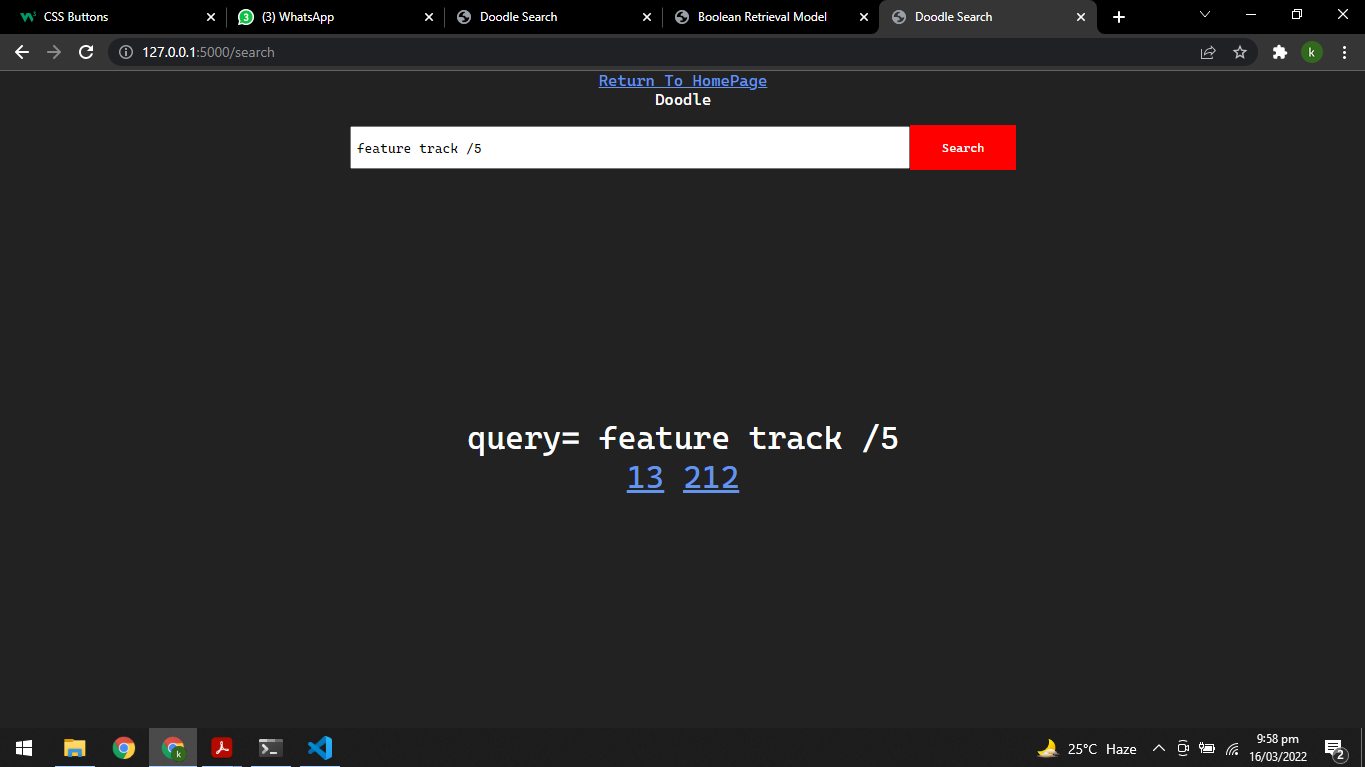 CSS Buttons
3 (3) WhatsApp
Doodle Search
Boolean Retrieval Model
Doodle Search
127.0.0.1:5000/search
k
Return To HomePage
Doodle
feature track /5
Search
query= feature track /5
13 212
k
25°C Haze
9:58 pm
16/03/2022
2